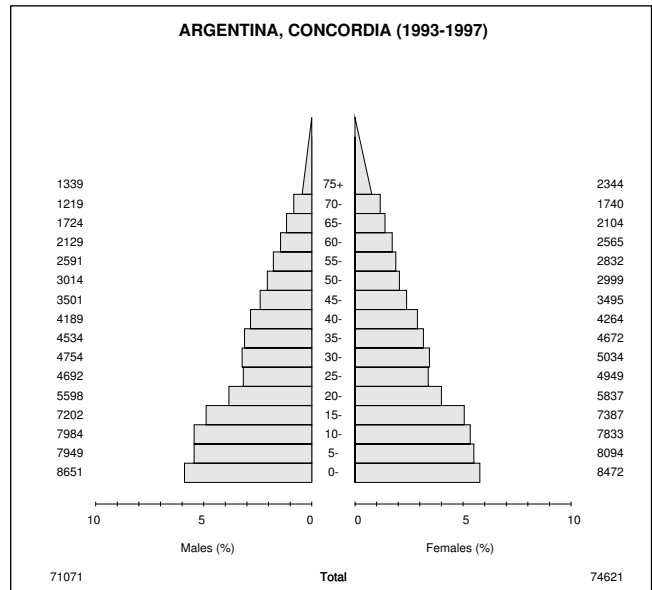 ARGENTINA, CONCORDIA (1993-1997)
1339 75+ 2344
1219 70- 1740
1724 65- 2104
2129 60- 2565
2591 55- 2832
3014 50- 2999
3501 45- 3495
4189 40- 4264
4534 35- 4672
4754 30- 5034
4692 25- 4949
5598 20- 5837
7202 15- 7387
7984 10- 7833
7949 5- 8094
8651 0- 8472
10 5 0 0 5 10
Males (%) Females (%)
71071 Total 74621